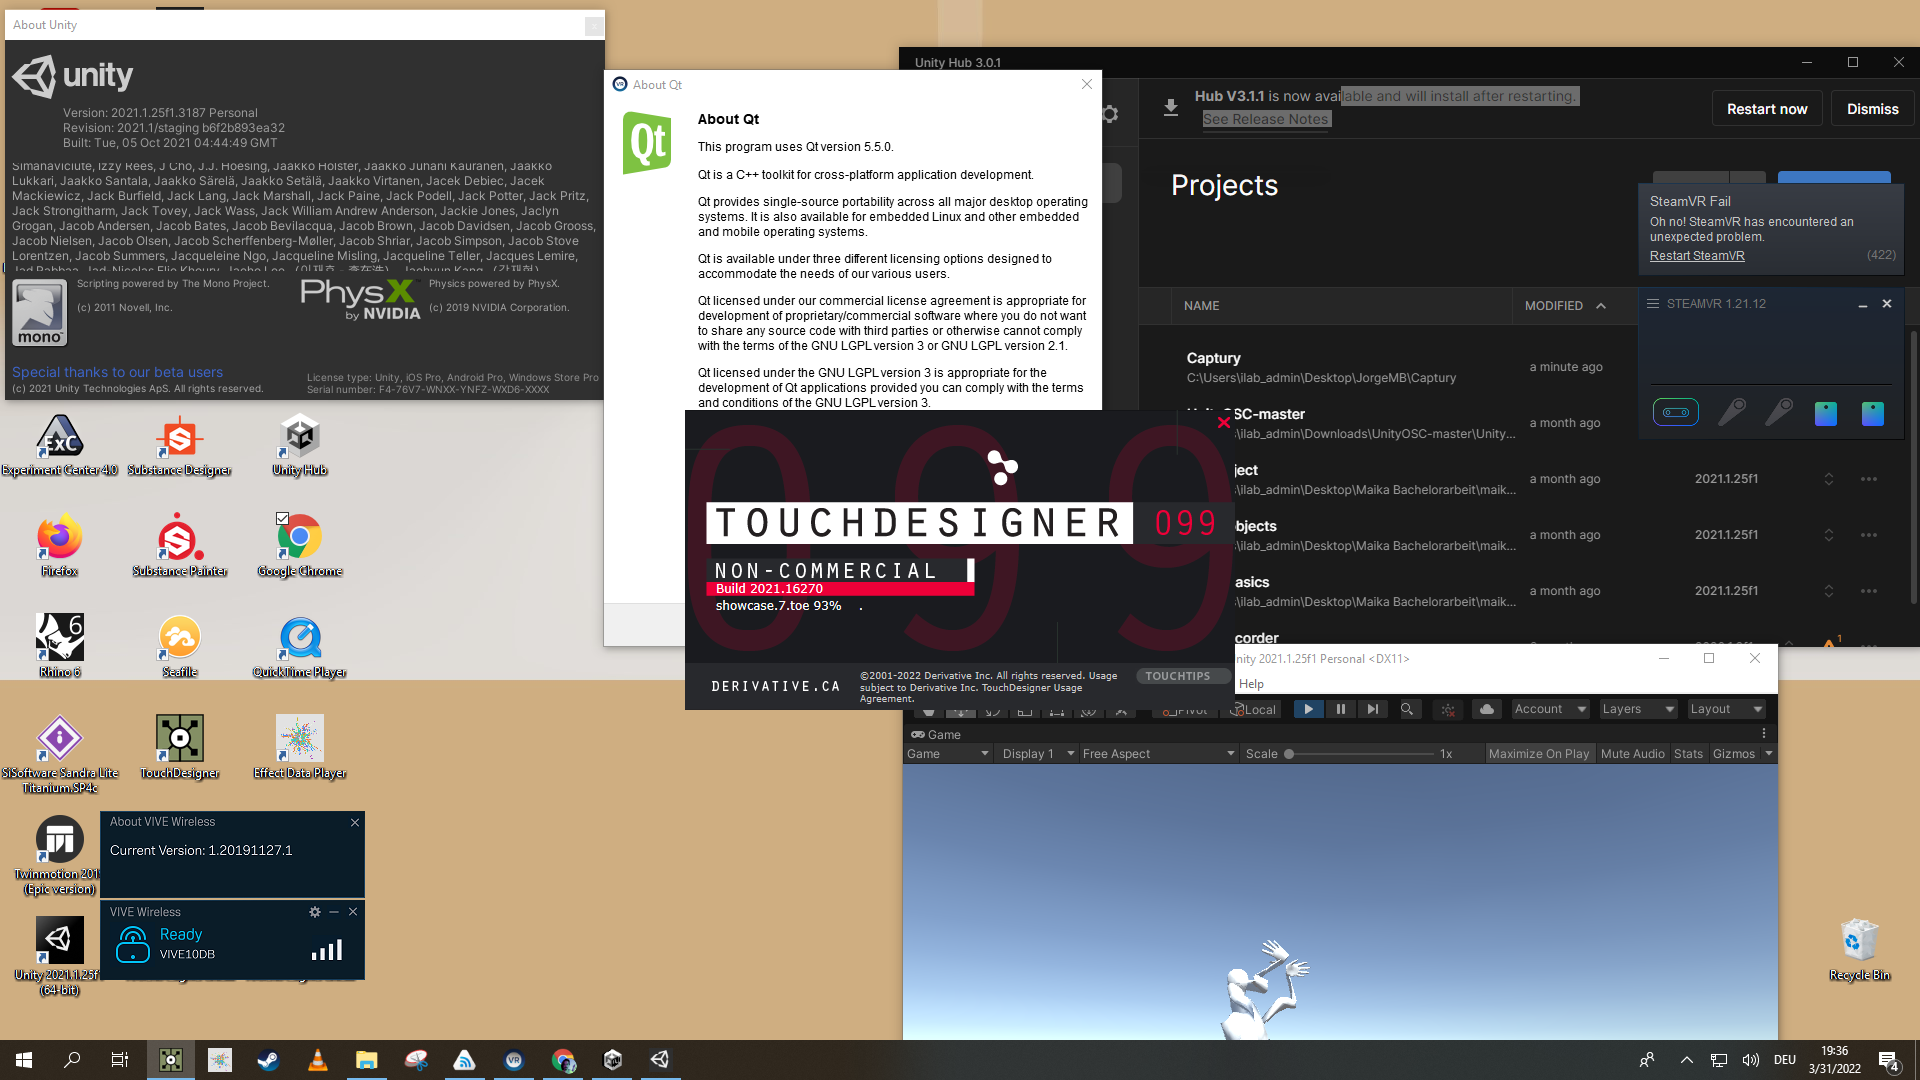 About Unity
unity
Version: 2021.1.25f1.3187 Personal
Revision: 2021.1/staging b6f2b893ea32
Built: Tue, 05 Oct 2021 04:44:49 GMT
Simanaviciute, Izzy Rees, J Cho, J.J. Hoesing, Jaakko Holster, Jaakko Juhani Kauranen, Jaakko
Lukkari, Jaakko Santala, Jaakko Särelä, Jaakko Setälä, Jaakko Virtanen, Jacek Debiec, Jacek
Mackiewicz, Jack Burfield, Jack Lang, Jack Marshall, Jack Paine, Jack Podell, Jack Potter, Jack Pritz,
Jack Strongitharm, Jack Tovey, Jack Wass, Jack William Andrew Anderson, Jackie Jones, Jaclyn
Grogan, Jacob Andersen, Jacob Bates, Jacob Bevilacqua, Jacob Brown, Jacob Davidsen, Jacob Grooss,
Jacob Nielsen, Jacob Olsen, Jacob Scherffenberg-Møller, Jacob Shriar, Jacob Simpson, Jacob Stove
Lorentzen, Jacob Summers, Jacqueleine Ngo, Jacqueline Misling, Jacqueline Teller, Jacques Lemire,
mono
Scripting powered by The Mono Project.
(c) 2011 Novell, Inc.
PhysX
by NVIDIA
Physics powered by PhysX.
(c) 2019 NVIDIA Corporation.
Special thanks to our beta users
(c) 2021 Unity Technologies ApS. All rights reserved.
License type: Unity, iOS Pro, Android Pro, Windows Store Pro
Serial number: F4-76V7-WNXX-YNFZ-WXD6-XXXX
About Qt
Qt
About Qt
This program uses Qt version 5.5.0.
Qt is a C++ toolkit for cross-platform application development.
Qt provides single-source portability across all major desktop operating
systems. It is also available for embedded Linux and other embedded
and mobile operating systems.
Qt is available under three different licensing options designed to
accommodate the needs of our various users.
Qt licensed under our commercial license agreement is appropriate for
development of proprietary/commercial software where you do not want
to share any source code with third parties or otherwise cannot comply
with the terms of the GNU LGPL version 3 or GNU LGPL version 2.1.
Qt licensed under the GNU LGPL version 3 is appropriate for the
development of Qt applications provided you can comply with the terms
and conditions of the GNU LGPL version 3.
Unity Hub 3.0.1
Hub V3.1.1 is now available and will install after restarting.
See Release Notes
Restart now
Dismiss
Projects
NAME
MODIFIED
Captury
C:\Users\ilab_admin\Desktop\JorgeMB\Captury
a minute ago
OSC-master
\ilab_admin\Downloads\UnityOSC-master\Unity...
a month ago
ject
\ilab_admin\Desktop\Maika Bachelorarbeit\maik...
a month ago
2021.1.25f1
bjects
\ilab_admin\Desktop\Maika Bachelorarbeit\maik...
a month ago
2021.1.25f1
asics
\ilab_admin\Desktop\Maika Bachelorarbeit\maik...
a month ago
2021.1.25f1
corder
1
SteamVR Fail
Oh no! SteamVR has encountered an
unexpected problem.
Restart SteamVR
(422)
STEAMVR 1.21.12
099
TOUCHDESIGNER 099
NON-COMMERCIAL
Build 2021.16270
showcase.7.toe 93% .
DERIVATIVE.CA
©2001-2022 Derivative Inc. All rights reserved. Usage
subject to Derivative Inc. TouchDesigner Usage
Agreement.
TOUCHTIPS
nity 2021.1.25f1 Personal <DX11>
Help
Pivot
Local
Account
Layers
Layout
Game
Game
Display 1
Free Aspect
Scale
1x
Maximize On Play
Mute Audio
Stats
Gizmos
ExC
Experiment Center 4.0
Substance Designer
Unity Hub
Firefox
Substance Painter
Google Chrome
6
Rhino 6
Seafile
QuickTime Player
SiSoftware Sandra Lite
Titanium.SP4c
TouchDesigner
Effect Data Player
Twinmotion 201
(Epic version)
Unity 2021.1.25f
(64-bit)
About VIVE Wireless
Current Version: 1.20191127.1
VIVE Wireless
Ready
VIVE10DB
Recycle Bin
VR
DEU
19:36
3/31/2022
4